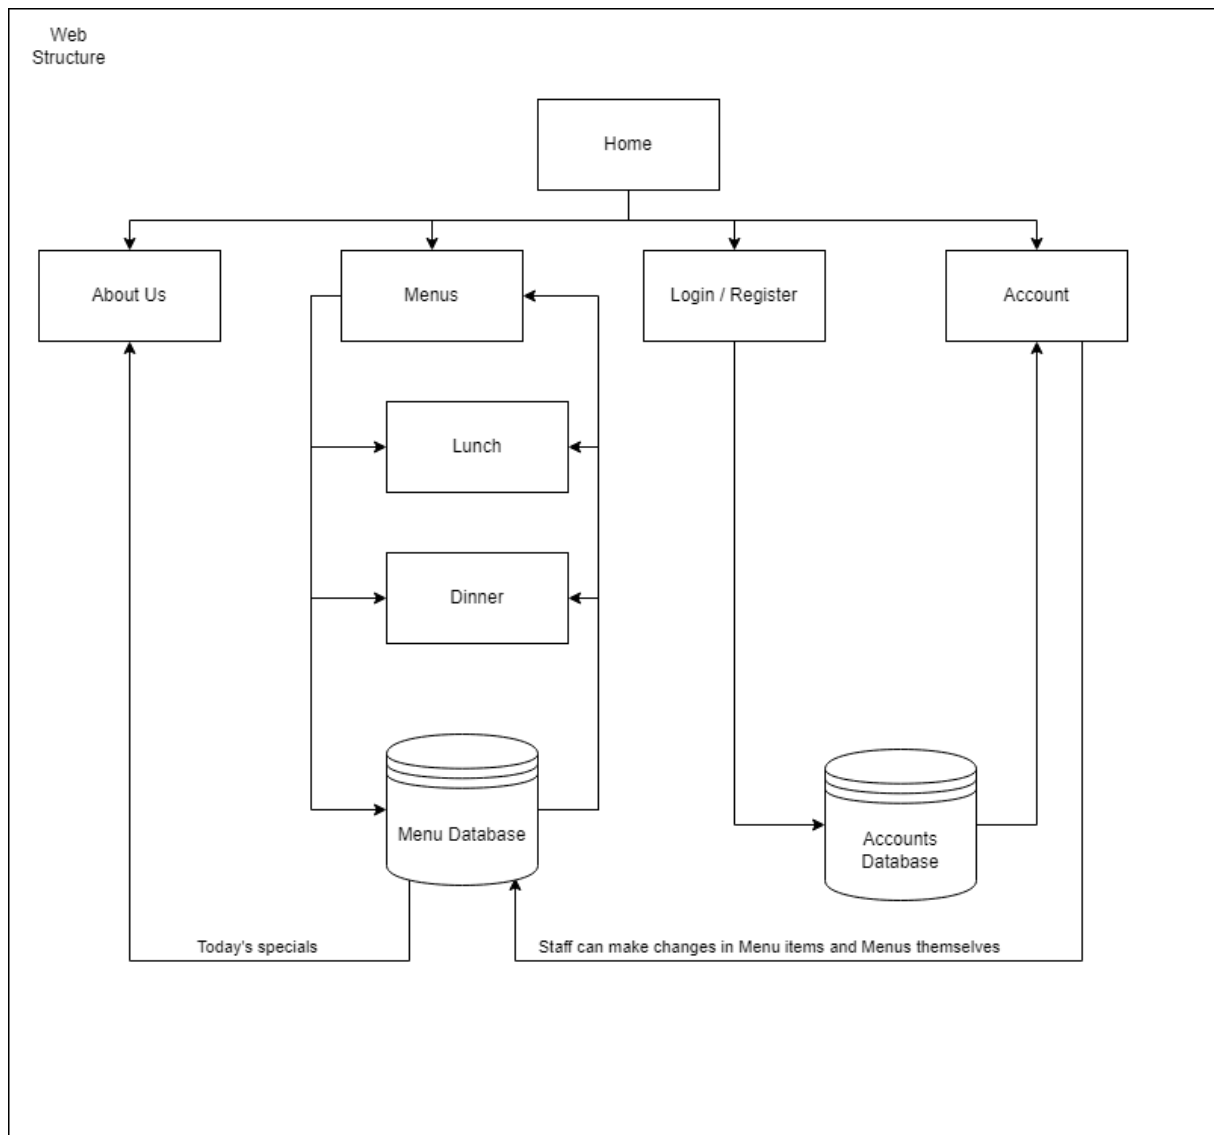 Web
Structure
Home
About Us
Menus
Login / Register
Account
Lunch
Dinner
Menu Database
Accounts
Database
Today's specials
Staff can make changes in Menu items and Menus themselves